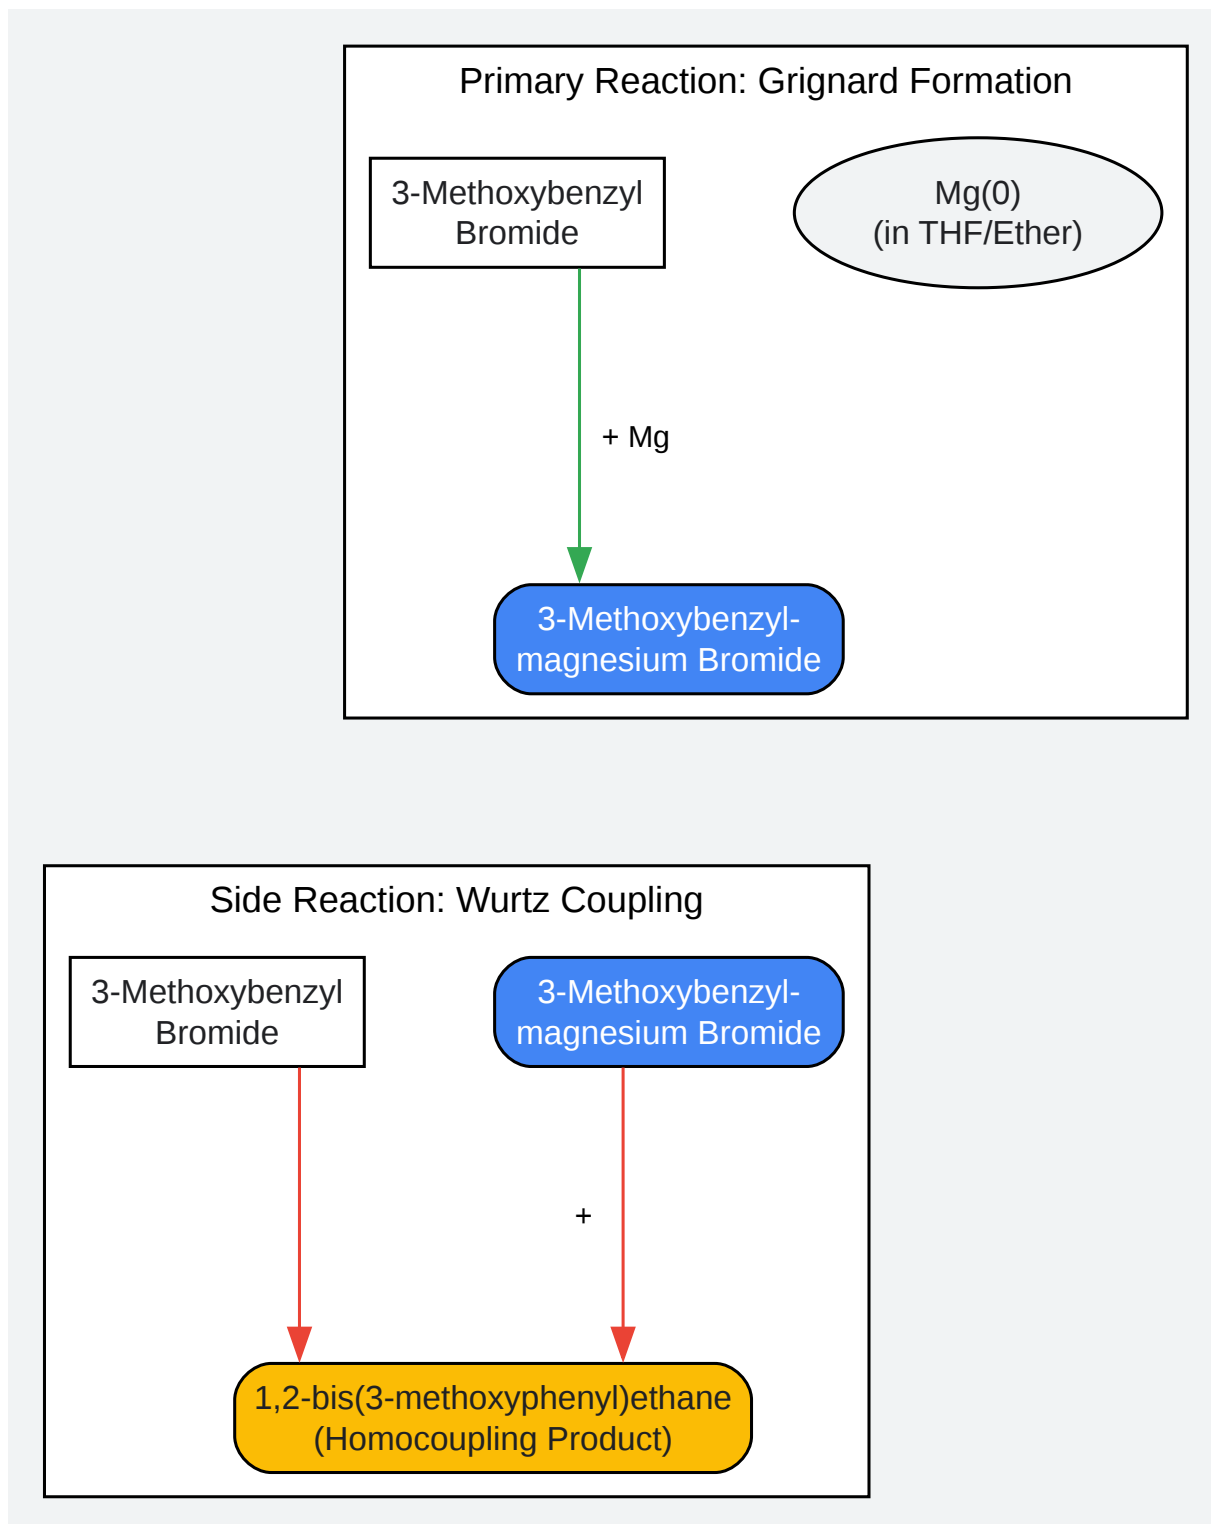 Primary Reaction: Grignard Formation
3-Methoxybenzyl
Bromide
Mg(0)
(in THF/Ether)
+ Mg
3-Methoxybenzyl-
magnesium Bromide
Side Reaction: Wurtz Coupling
3-Methoxybenzyl
Bromide
3-Methoxybenzyl-
magnesium Bromide
+
1,2-bis(3-methoxyphenyl)ethane
(Homocoupling Product)